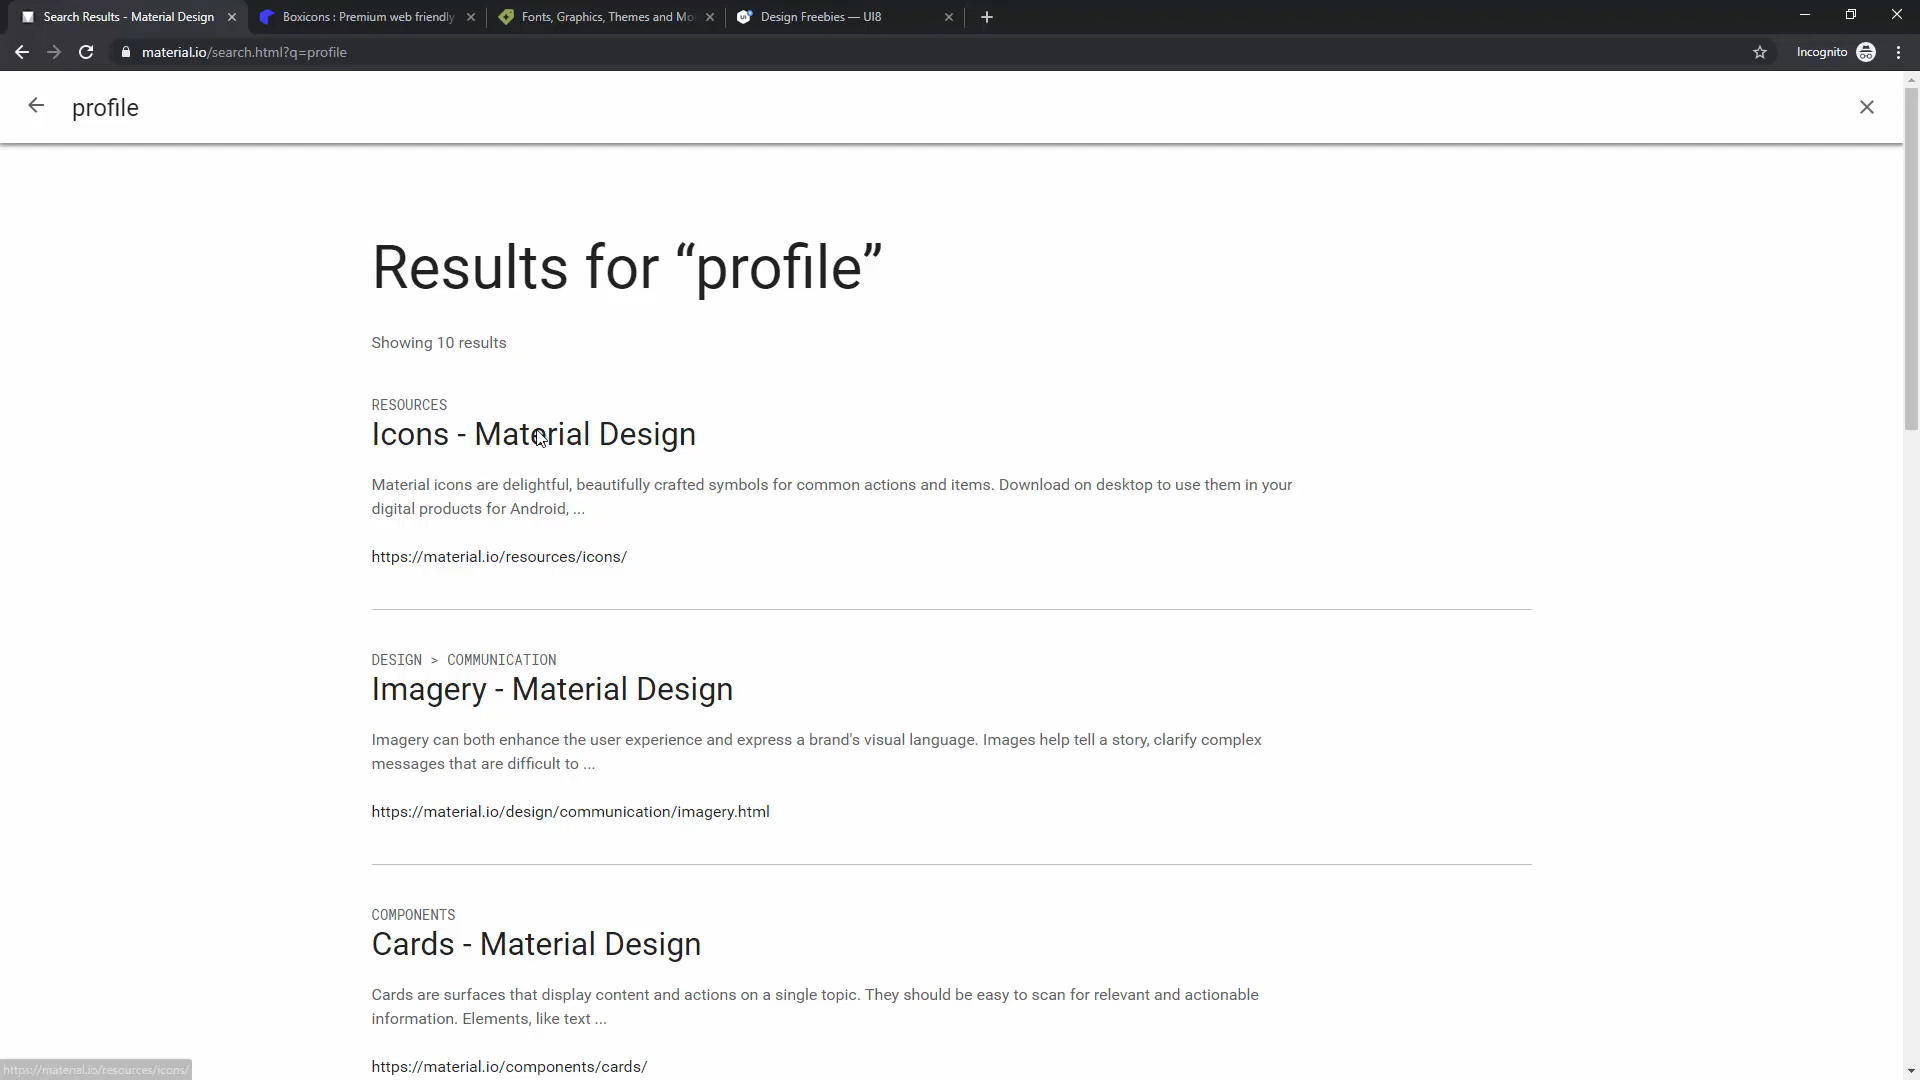 Search Results - Material Design
Boxicons : Premium web friendly
Fonts, Graphics, Themes and Mo
Design Freebies — UI8
material.io/search.html?q=profile
Incognito
profile
Results for “profile”
Showing 10 results
RESOURCES
Icons - Material Design
Material icons are delightful, beautifully crafted symbols for common actions and items. Download on desktop to use them in your
digital products for Android, ...
https://material.io/resources/icons/
DESIGN > COMMUNICATION
Imagery - Material Design
Imagery can both enhance the user experience and express a brand's visual language. Images help tell a story, clarify complex
messages that are difficult to ...
https://material.io/design/communication/imagery.html
COMPONENTS
Cards - Material Design
Cards are surfaces that display content and actions on a single topic. They should be easy to scan for relevant and actionable
information. Elements, like text ...
https://material.io/components/cards/
https://material.io/resources/icons/